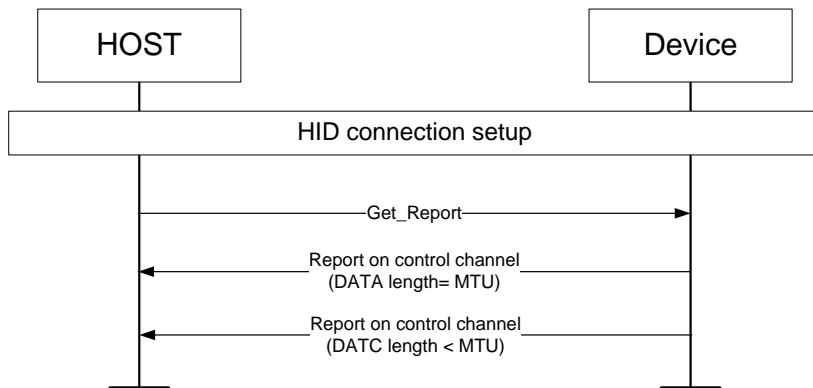 HOST
Device
HID connection setup
Get_Report
Report on control channel
(DATA length= MTU)
Report on control channel
(DATC length < MTU)